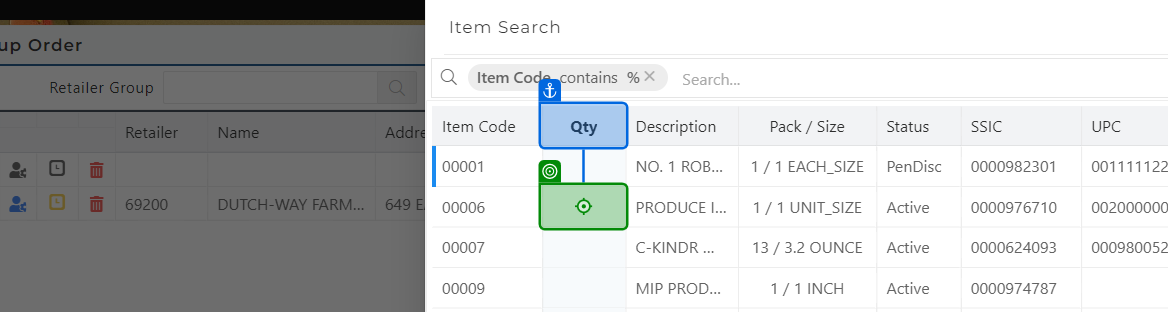 Item Search
up Order
Item Code contains %
Search...
Retailer Group
Retailer Name Addre
Item Code Qty Description Pack / Size Status SSIC UPC
00001 NO. 1 ROB... 1 / 1 EACH_SIZE PenDisc 0000982301 001111122
69200 DUTCH-WAY FARM... 649 E
00006 PRODUCE I... 1 / 1 UNIT_SIZE Active 0000976710 002000000
00007 C-KINDR ... 13 / 3.2 OUNCE Active 0000624093 000980052
00009 MIP PROD... 1 / 1 INCH Active 0000974787